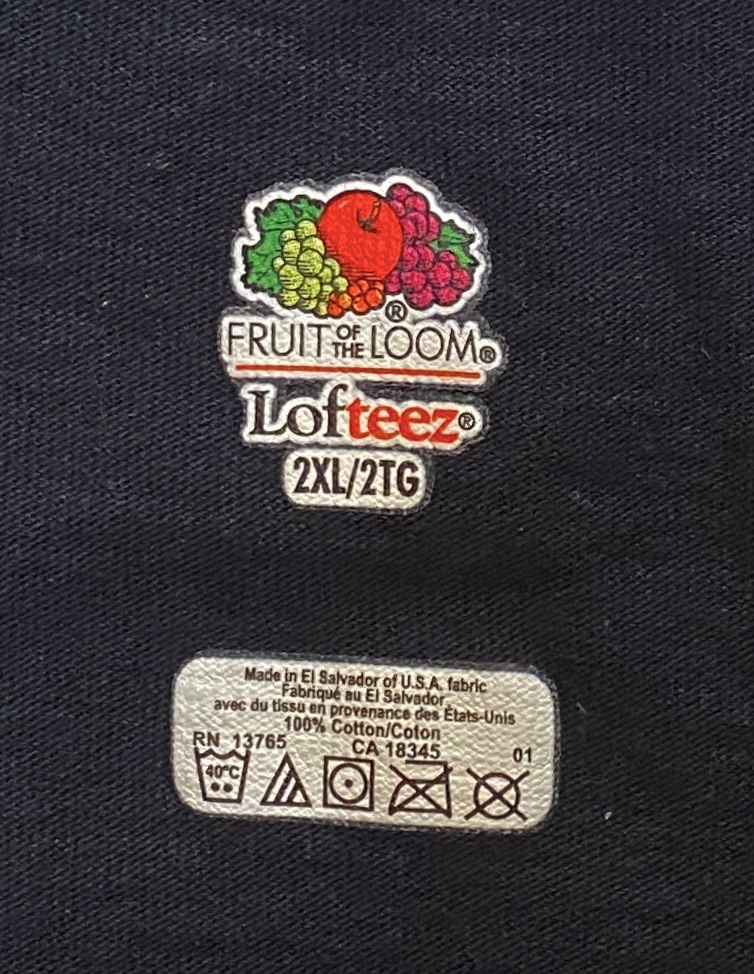 ®
FRUIT OF THE LOOM®
Lofteez®
2XL/2TG
Made in El Salvador of U.S.A. fabric
Fabriqué au El Salvador
avec du tissu en provenance des États-Unis
100% Cotton/Coton
RN 13765 CA 18345 01
40°C